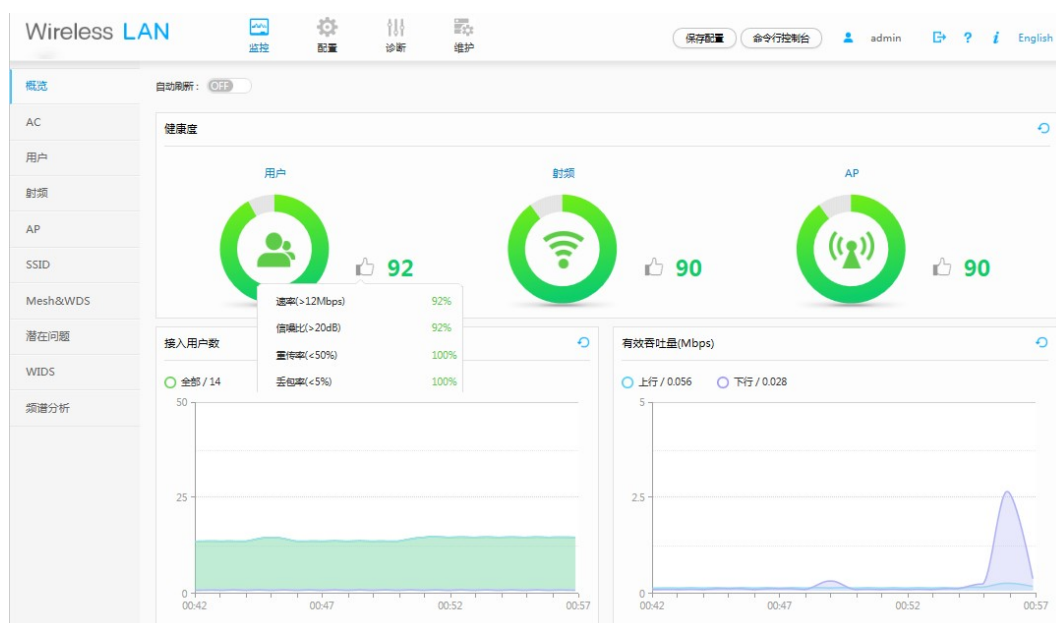 Wireless LAN
监控
配置
诊断
维护
保存配置
命令行控制台
admin
?
i
English
概览
AC
用户
射频
AP
SSID
Mesh&WDS
潜在问题
WIDS
频谱分析
自动刷新： OFF
健康度
用户
92
射频
90
AP
90
速率(>12Mbps) 92%
信噪比(>20dB) 92%
重传率(<50%) 100%
丢包率(<5%) 100%
接入用户数
全部 / 14
50
25
0
00:42 00:47 00:52 00:57
有效吞吐量(Mbps)
上行 / 0.056 下行 / 0.028
5
2.5
0
00:42 00:47 00:52 00:57